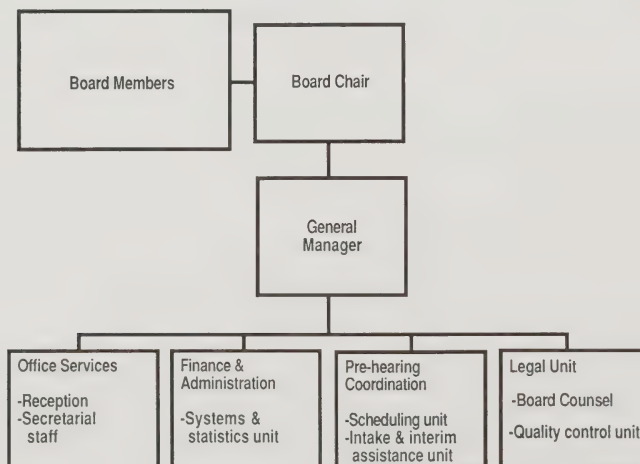 Board Members
Board Chair
General
Manager
Office Services
-Reception
-Secretarial
staff
Finance &
Administration
-Systems &
statistics unit
Pre-hearing
Coordination
-Scheduling unit
-Intake & interim
assistance unit
Legal Unit
-Board Counsel
-Quality control unit